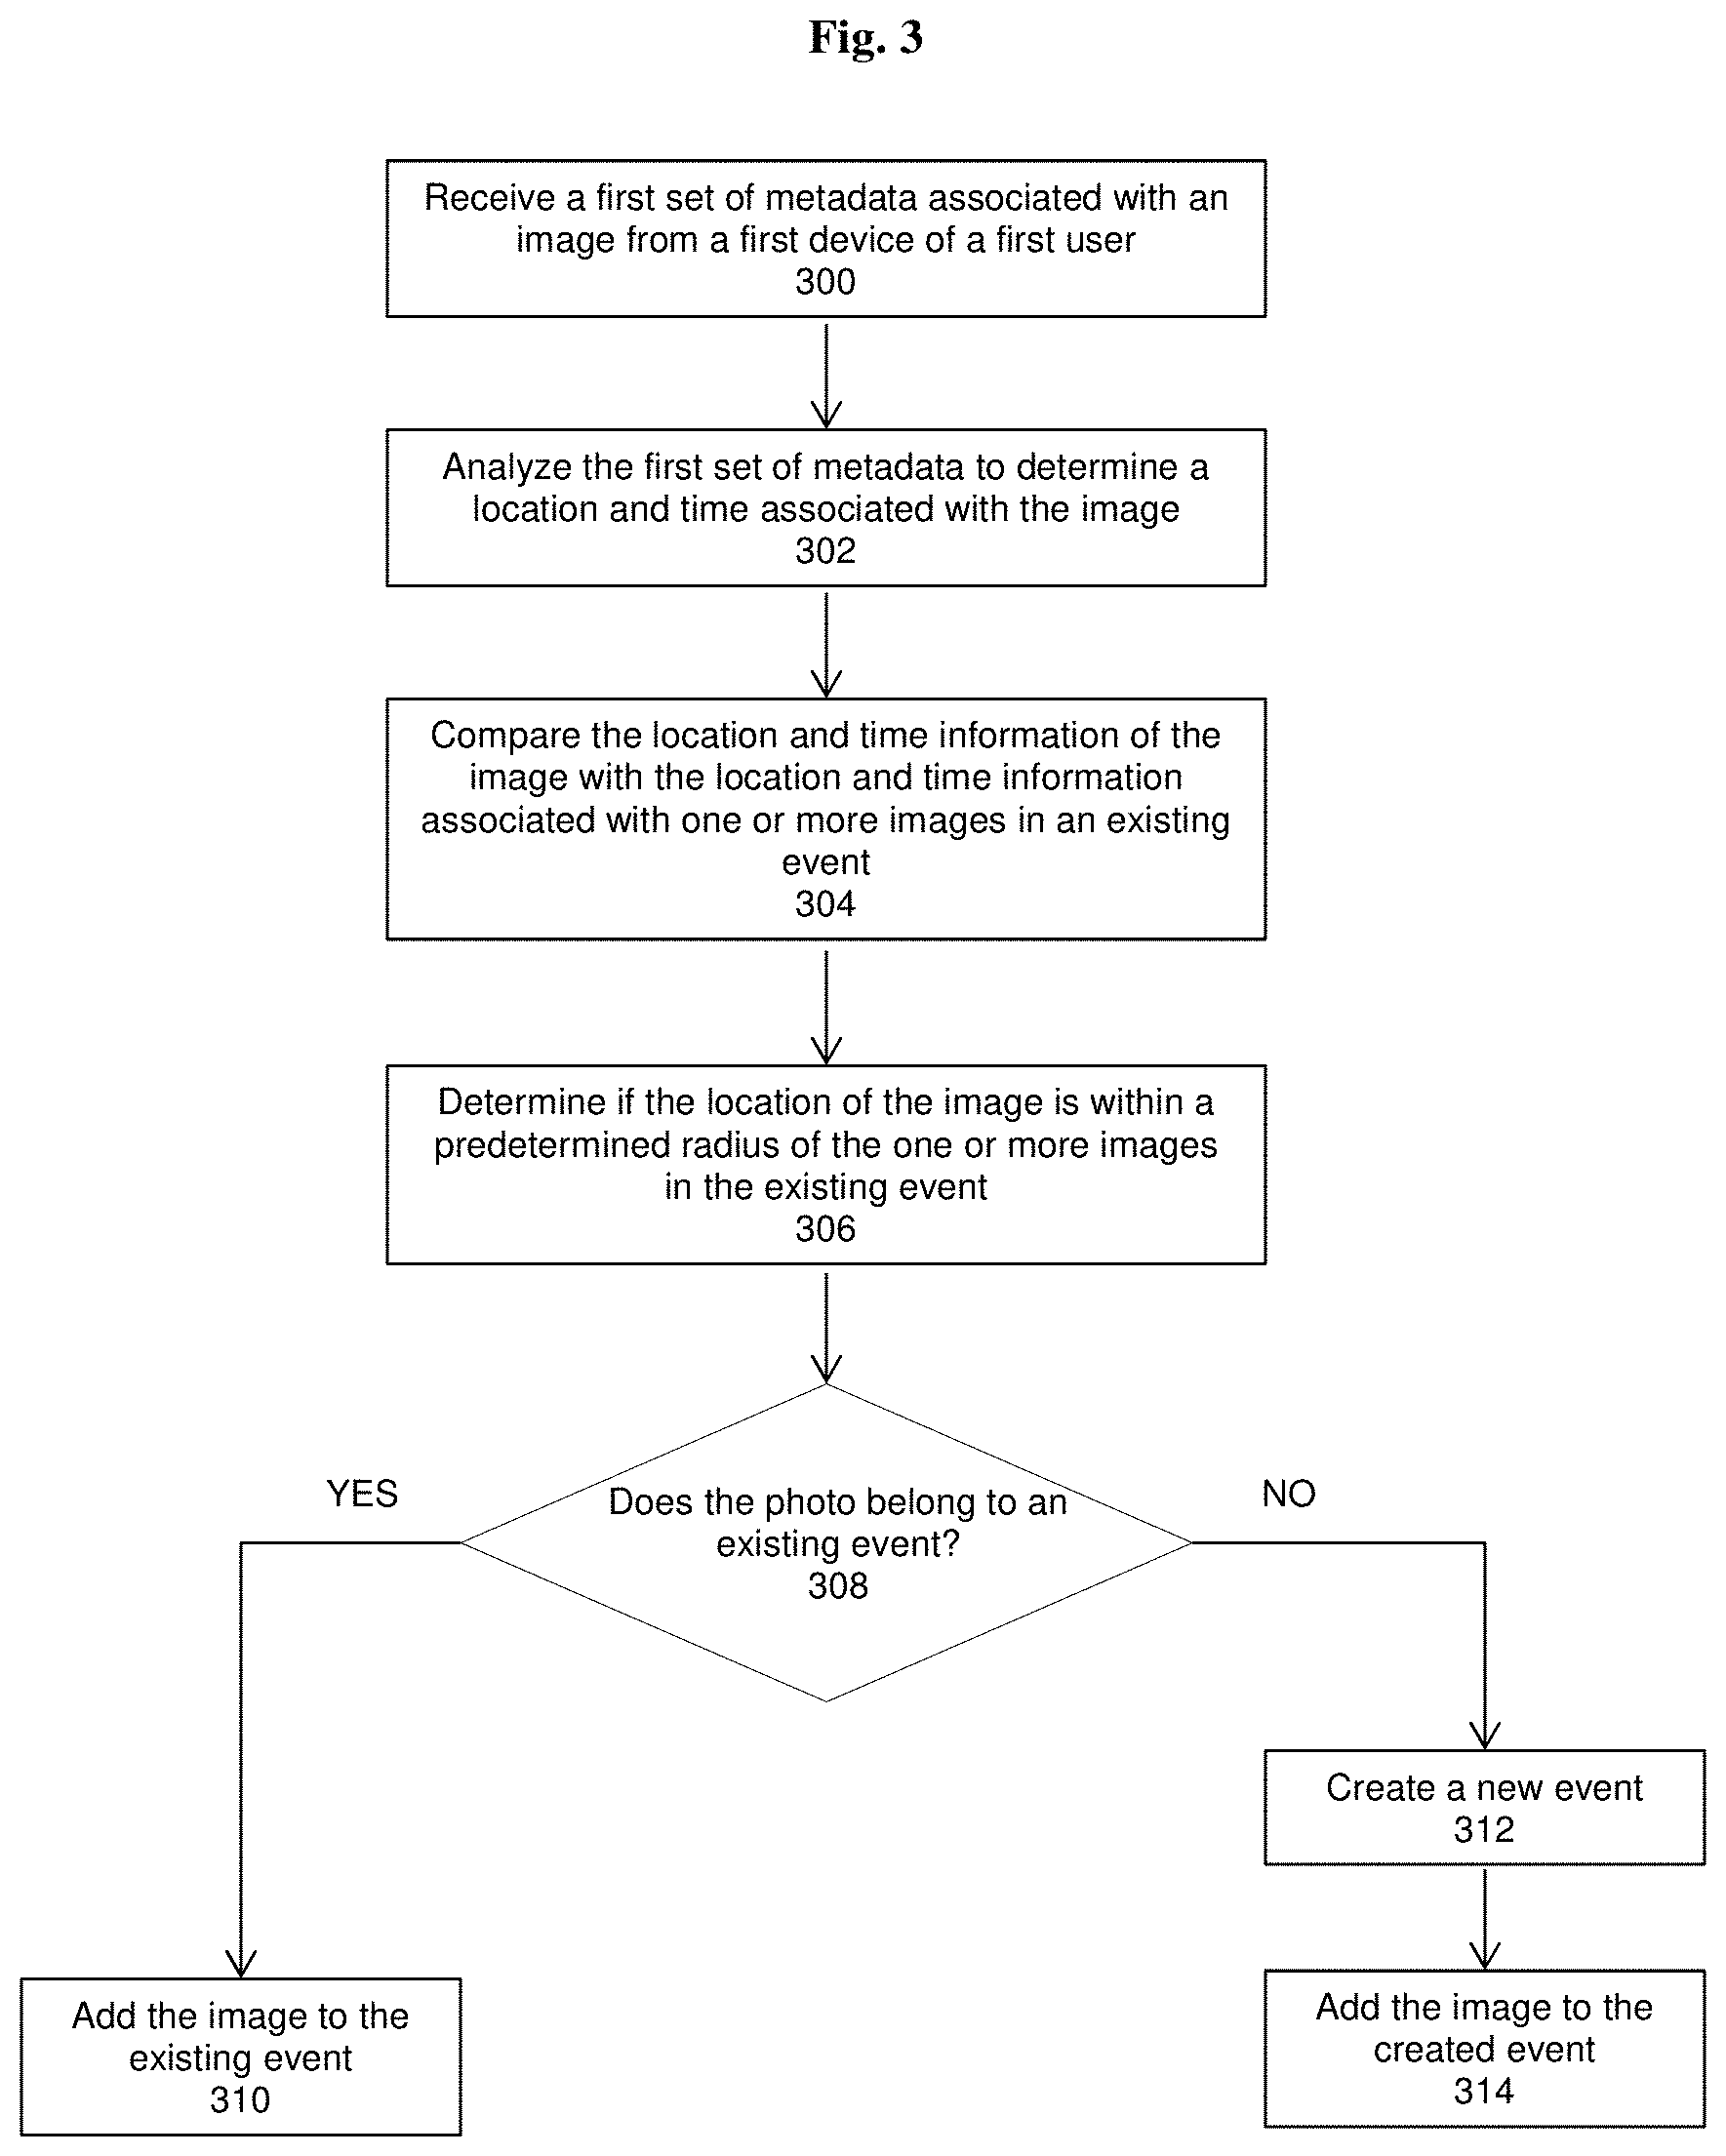 Fig. 3
Receive a first set of metadata associated with an
image from a first device of a first user
300
Analyze the first set of metadata to determine a
location and time associated with the image
302
Compare the location and time information of the
image with the location and time information
associated with one or more images in an existing
event
304
Determine if the location of the image is within a
predetermined radius of the one or more images
in the existing event
306
YES
NO
Does the photo belong to an
existing event?
308
Create a new event
312
Add the image to the
existing event
310
Add the image to the
created event
314